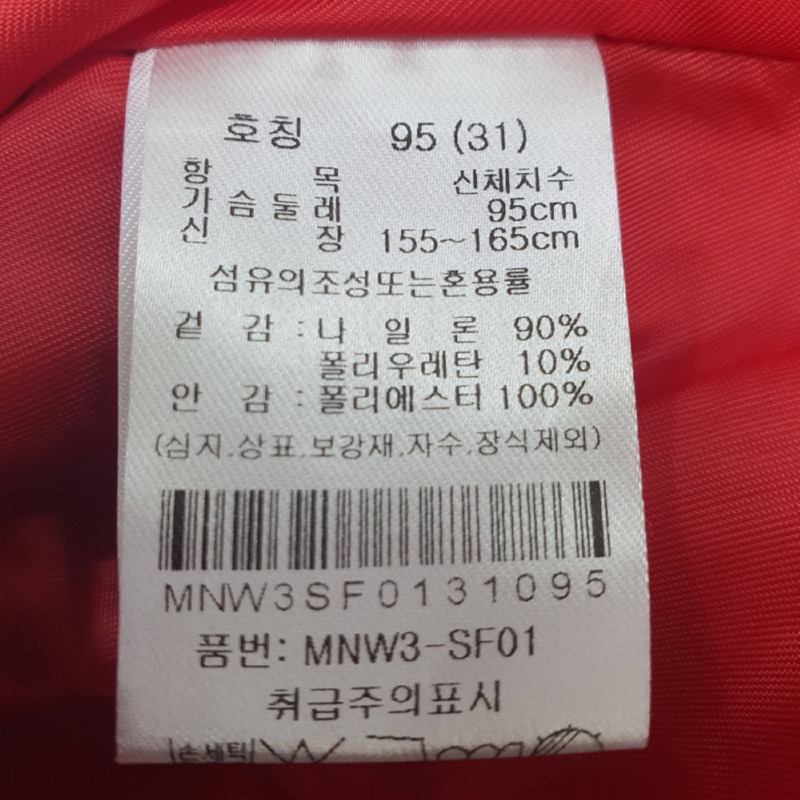 호칭 95 (31)
항 목 신체치수
가슴둘레 95cm
신 장 155~165cm
섬유의조성또는혼용률
겉 감 : 나 일 론 90%
폴리우레탄 10%
안 감 : 폴리에스터 100%
(심지.상표.보강재.자수.장식제외)
MNW3SF0131095
품번: MNW3-SF01
취급주의표시
손세탁